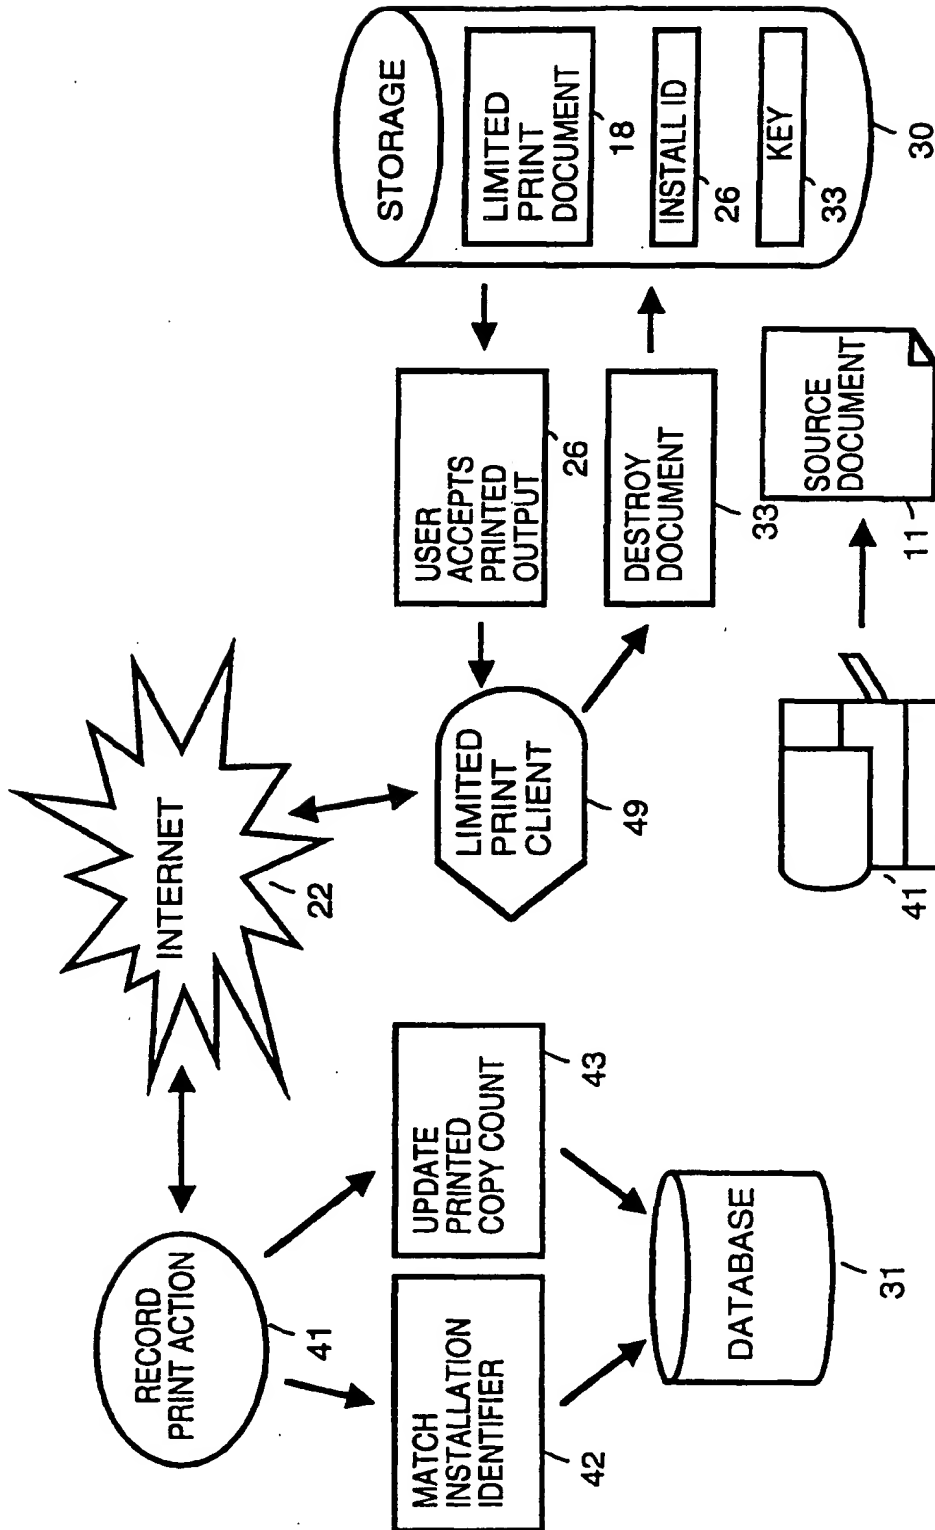 RECORD
PRINT ACTION
41
MATCH
INSTALLATION
IDENTIFIER
42
UPDATE
PRINTED
COPY COUNT
43
DATABASE
31
INTERNET
22
LIMITED
PRINT
CLIENT
49
USER
ACCEPTS
PRINTED
OUTPUT
26
DESTROY
DOCUMENT
33
STORAGE
LIMITED
PRINT
DOCUMENT
18
INSTALL ID
26
KEY
33
30
41
SOURCE
DOCUMENT
11